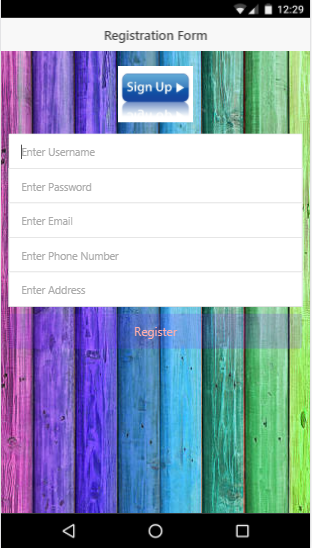 12:29
Registration Form
Sign Up
Enter Username
Enter Password
Enter Email
Enter Phone Number
Enter Address
Register